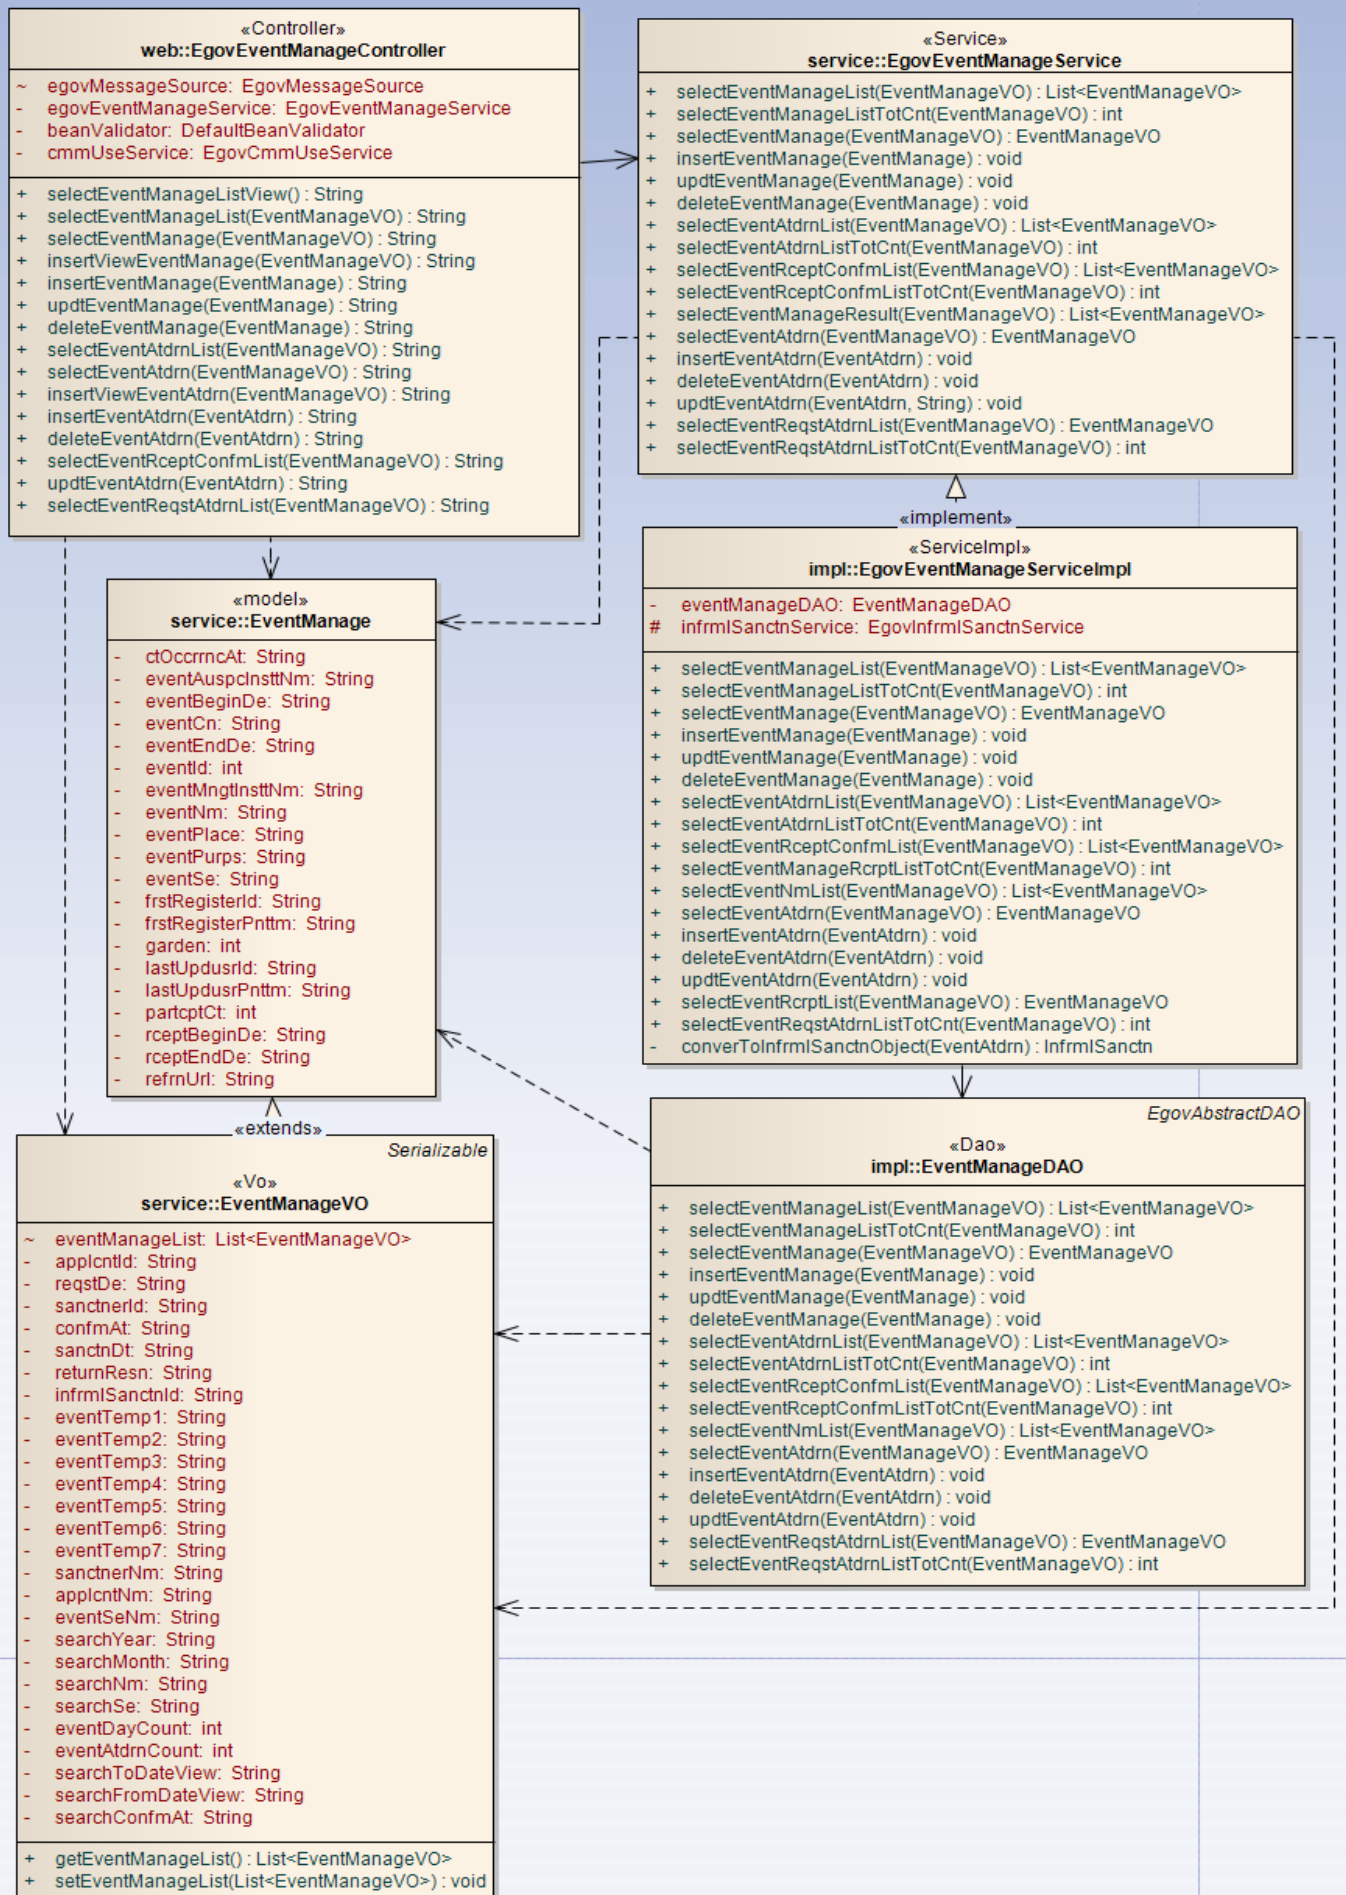 «Controller»
web::EgovEventManageController
~ egovMessageSource: EgovMessageSource
- egovEventManageService: EgovEventManageService
- beanValidator: DefaultBeanValidator
- cmmUseService: EgovCmmUseService
+ selectEventManageListView() : String
+ selectEventManageList(EventManageVO) : String
+ selectEventManage(EventManageVO) : String
+ insertViewEventManage(EventManageVO) : String
+ insertEventManage(EventManage) : String
+ updtEventManage(EventManage) : String
+ deleteEventManage(EventManage) : String
+ selectEventAtdrnList(EventManageVO) : String
+ selectEventAtdrn(EventManageVO) : String
+ insertViewEventAtdrn(EventManageVO) : String
+ insertEventAtdrn(EventAtdrn) : String
+ deleteEventAtdrn(EventAtdrn) : String
+ selectEventRceptConfmList(EventManageVO) : String
+ updtEventAtdrn(EventAtdrn) : String
+ selectEventReqstAtdrnList(EventManageVO) : String
«Service»
service::EgovEventManageService
+ selectEventManageList(EventManageVO) : List<EventManageVO>
+ selectEventManageListTotCnt(EventManageVO) : int
+ selectEventManage(EventManageVO) : EventManageVO
+ insertEventManage(EventManage) : void
+ updtEventManage(EventManage) : void
+ deleteEventManage(EventManage) : void
+ selectEventAtdrnList(EventManageVO) : List<EventManageVO>
+ selectEventAtdrnListTotCnt(EventManageVO) : int
+ selectEventRceptConfmList(EventManageVO) : List<EventManageVO>
+ selectEventRceptConfmListTotCnt(EventManageVO) : int
+ selectEventManageResult(EventManageVO) : List<EventManageVO>
+ selectEventAtdrn(EventManageVO) : EventManageVO
+ insertEventAtdrn(EventAtdrn) : void
+ deleteEventAtdrn(EventAtdrn) : void
+ updtEventAtdrn(EventAtdrn, String) : void
+ selectEventReqstAtdrnList(EventManageVO) : EventManageVO
+ selectEventReqstAtdrnListTotCnt(EventManageVO) : int
«implement»
«ServiceImpl»
impl::EgovEventManageServiceImpl
- eventManageDAO: EventManageDAO
# infrmlSanctnService: EgovInfrmlSanctnService
+ selectEventManageList(EventManageVO) : List<EventManageVO>
+ selectEventManageListTotCnt(EventManageVO) : int
+ selectEventManage(EventManageVO) : EventManageVO
+ insertEventManage(EventManage) : void
+ updtEventManage(EventManage) : void
+ deleteEventManage(EventManage) : void
+ selectEventAtdrnList(EventManageVO) : List<EventManageVO>
+ selectEventAtdrnListTotCnt(EventManageVO) : int
+ selectEventRceptConfmList(EventManageVO) : List<EventManageVO>
+ selectEventManageRcrptListTotCnt(EventManageVO) : int
+ selectEventNmList(EventManageVO) : List<EventManageVO>
+ selectEventAtdrn(EventManageVO) : EventManageVO
+ insertEventAtdrn(EventAtdrn) : void
+ deleteEventAtdrn(EventAtdrn) : void
+ updtEventAtdrn(EventAtdrn) : void
+ selectEventRcrptList(EventManageVO) : EventManageVO
+ selectEventReqstAtdrnListTotCnt(EventManageVO) : int
- converToInfrmlSanctnObject(EventAtdrn) : InfrmlSanctn
«model»
service::EventManage
- ctOccrrncAt: String
- eventAuspcInsttNm: String
- eventBeginDe: String
- eventCn: String
- eventEndDe: String
- eventId: int
- eventMngtInsttNm: String
- eventNm: String
- eventPlace: String
- eventPurps: String
- eventSe: String
- frstRegisterId: String
- frstRegisterPnttm: String
- garden: int
- lastUpdusrId: String
- lastUpdusrPnttm: String
- partcptCt: int
- rceptBeginDe: String
- rceptEndDe: String
- refrnUrl: String
«extends»
Serializable
«Vo»
service::EventManageVO
~ eventManageList: List<EventManageVO>
- applcntId: String
- reqstDe: String
- sanctnerId: String
- confmAt: String
- sanctnDt: String
- returnResn: String
- infrmlSanctnId: String
- eventTemp1: String
- eventTemp2: String
- eventTemp3: String
- eventTemp4: String
- eventTemp5: String
- eventTemp6: String
- eventTemp7: String
- sanctnerNm: String
- applcntNm: String
- eventSeNm: String
- searchYear: String
- searchMonth: String
- searchNm: String
- searchSe: String
- eventDayCount: int
- eventAtdrnCount: int
- searchToDateView: String
- searchFromDateView: String
- searchConfmAt: String
+ getEventManageList() : List<EventManageVO>
+ setEventManageList(List<EventManageVO>) : void
EgovAbstractDAO
«Dao»
impl::EventManageDAO
+ selectEventManageList(EventManageVO) : List<EventManageVO>
+ selectEventManageListTotCnt(EventManageVO) : int
+ selectEventManage(EventManageVO) : EventManageVO
+ insertEventManage(EventManage) : void
+ updtEventManage(EventManage) : void
+ deleteEventManage(EventManage) : void
+ selectEventAtdrnList(EventManageVO) : List<EventManageVO>
+ selectEventAtdrnListTotCnt(EventManageVO) : int
+ selectEventRceptConfmList(EventManageVO) : List<EventManageVO>
+ selectEventRceptConfmListTotCnt(EventManageVO) : int
+ selectEventNmList(EventManageVO) : List<EventManageVO>
+ selectEventAtdrn(EventManageVO) : EventManageVO
+ insertEventAtdrn(EventAtdrn) : void
+ deleteEventAtdrn(EventAtdrn) : void
+ updtEventAtdrn(EventAtdrn) : void
+ selectEventReqstAtdrnList(EventManageVO) : EventManageVO
+ selectEventReqstAtdrnListTotCnt(EventManageVO) : int